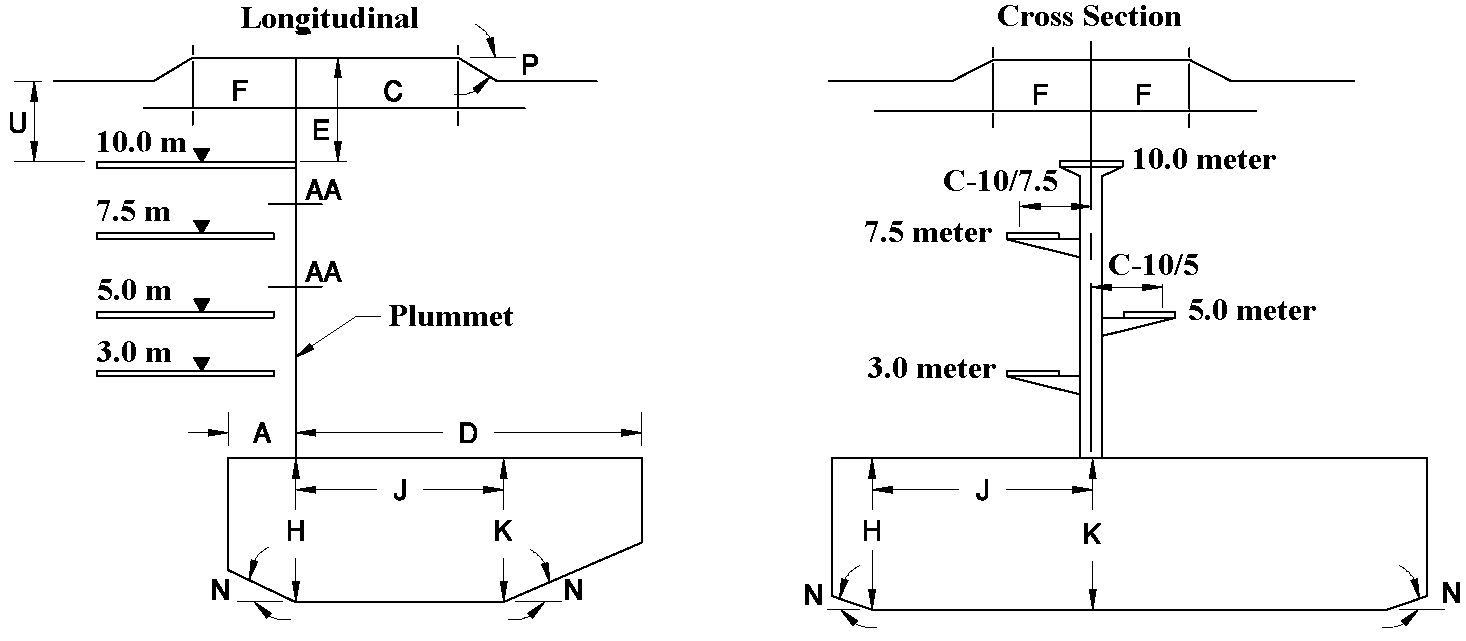 Longitudinal
P
F
C
U
E
10.0 m
AA
7.5 m
AA
5.0 m
Plummet
3.0 m
A
D
J
H
K
N
N
Cross Section
F
F
10.0 meter
C-10/7.5
7.5 meter
C-10/5
5.0 meter
3.0 meter
J
H
K
N
N